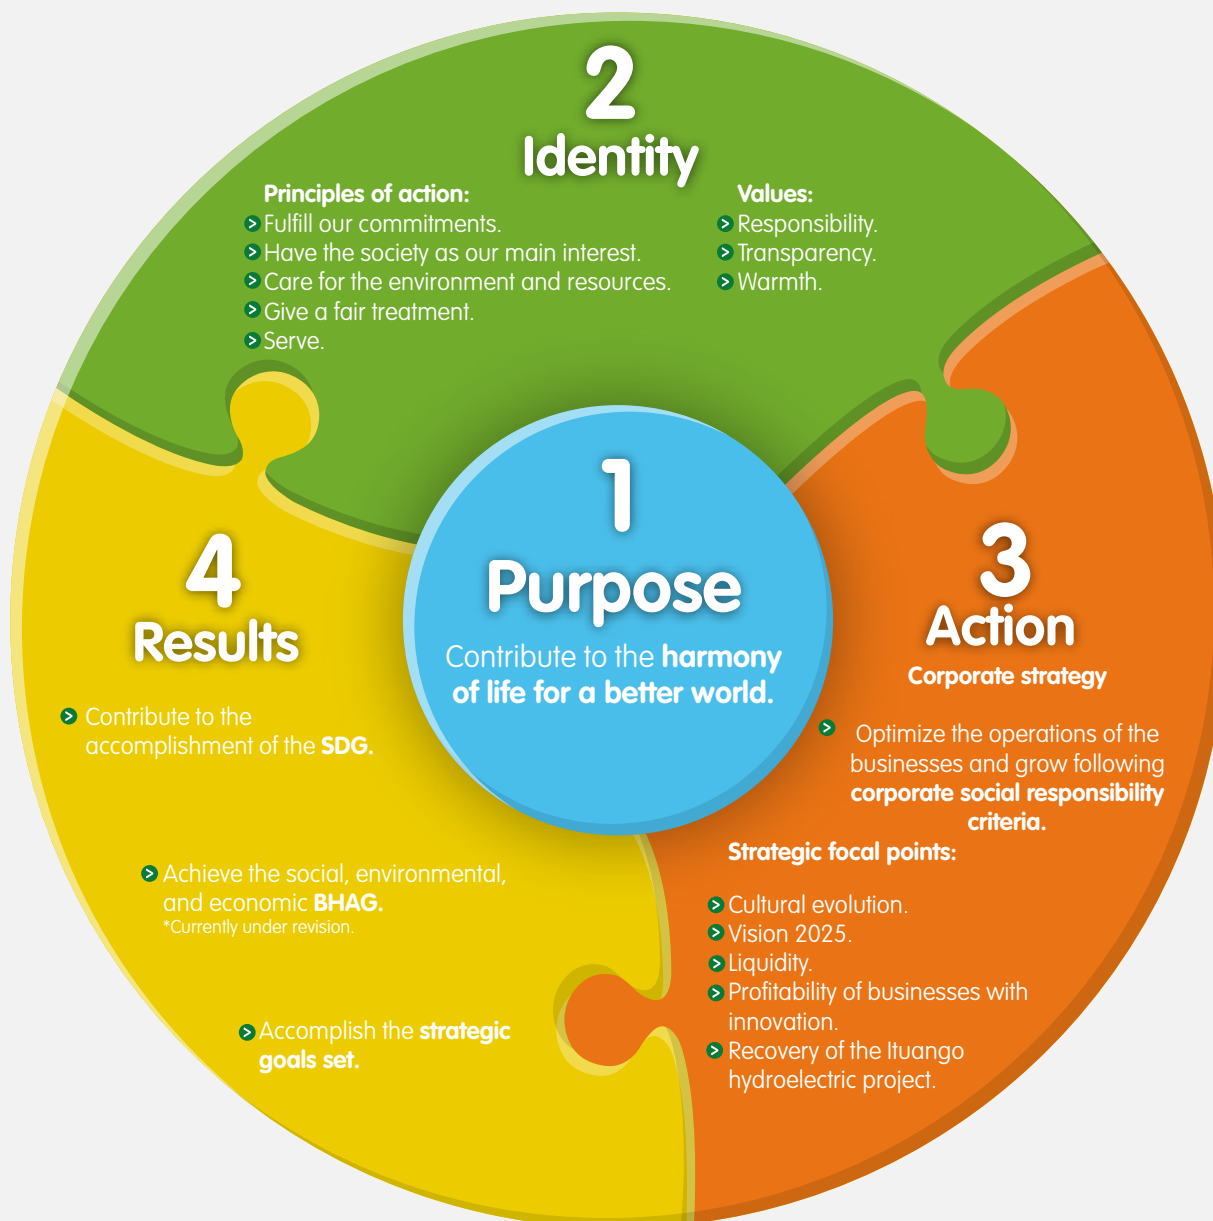 2
Identity
Principles of action:
Fulfill our commitments.
Have the society as our main interest.
Care for the environment and resources.
Give a fair treatment.
Serve.
Values:
Responsibility.
Transparency.
Warmth.
1
Purpose
Contribute to the harmony
of life for a better world.
3
Action
Corporate strategy
Optimize the operations of the
businesses and grow following
corporate social responsibility
criteria.
Strategic focal points:
Cultural evolution.
Vision 2025.
Liquidity.
Profitability of businesses with
innovation.
Recovery of the Ituango
hydroelectric project.
4
Results
Contribute to the
accomplishment of the SDG.
Achieve the social, environmental,
and economic BHAG.
*Currently under revision.
Accomplish the strategic
goals set.